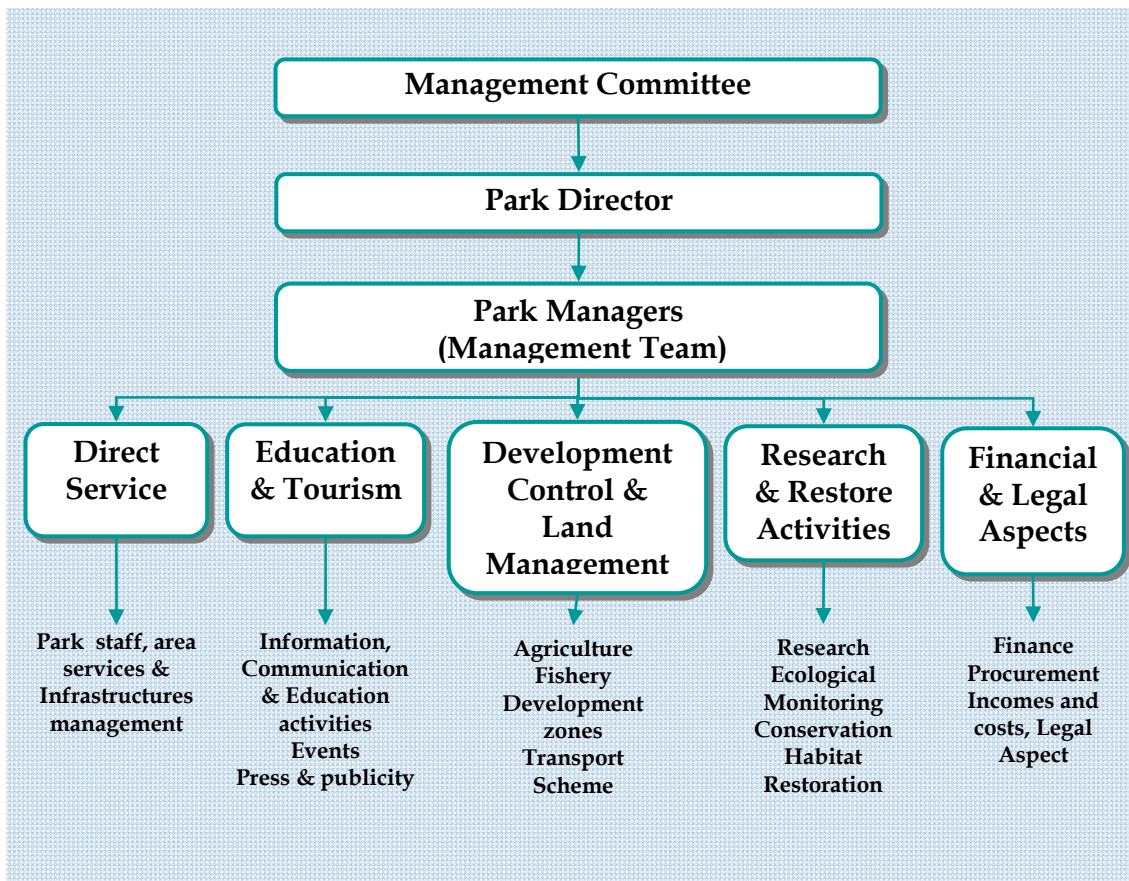 Management Committee
Park Director
Park Managers
(Management Team)
Direct
Service
Education
& Tourism
Development
Control &
Land
Management
Research
& Restore
Activities
Financial
& Legal
Aspects
Park staff, area
services &
Infrastructures
management
Information,
Communication
& Education
activities
Events
Press & publicity
Agriculture
Fishery
Development
zones
Transport
Scheme
Research
Ecological
Monitoring
Conservation
Habitat
Restoration
Finance
Procurement
Incomes and
costs, Legal
Aspect